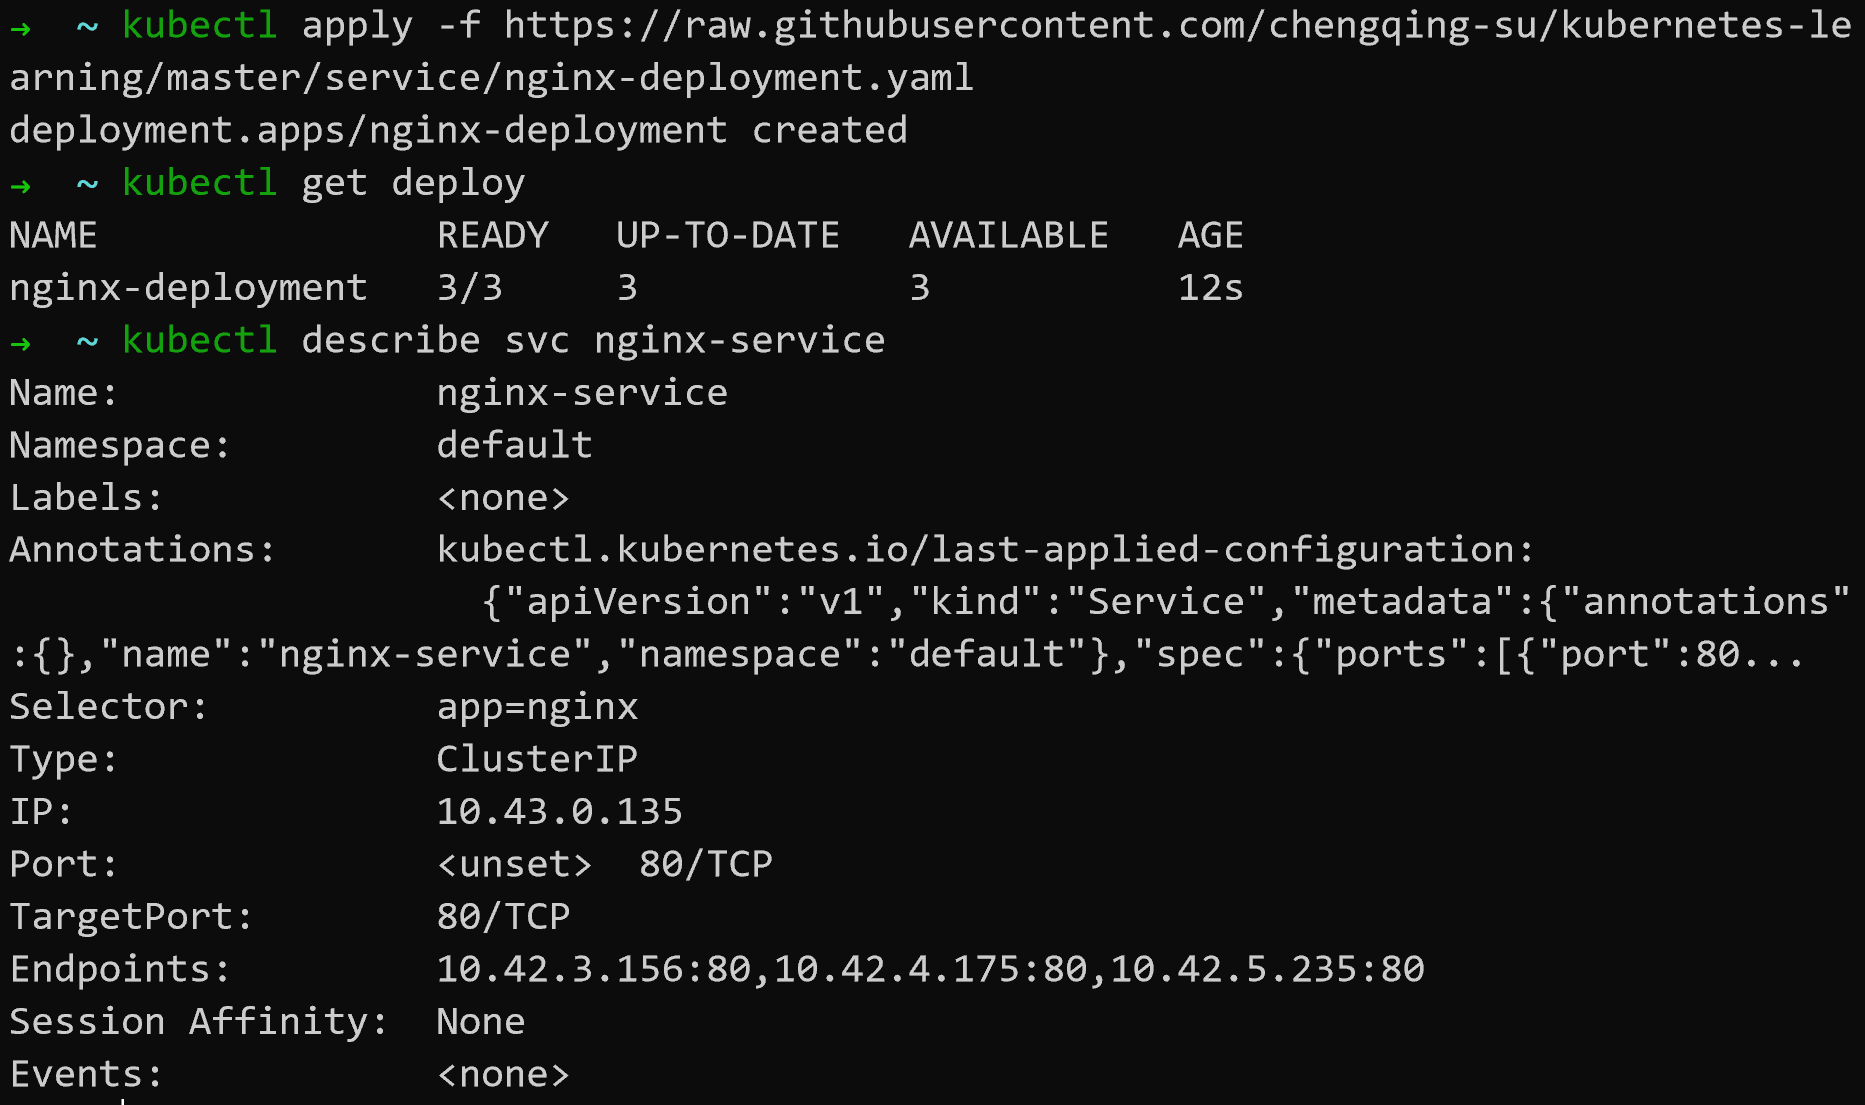 →  ~ kubectl apply -f https://raw.githubusercontent.com/chengqing-su/kubernetes-le
arning/master/service/nginx-deployment.yaml
deployment.apps/nginx-deployment created
→  ~ kubectl get deploy
NAME               READY   UP-TO-DATE   AVAILABLE   AGE
nginx-deployment   3/3     3            3           12s
→  ~ kubectl describe svc nginx-service
Name:              nginx-service
Namespace:         default
Labels:            <none>
Annotations:       kubectl.kubernetes.io/last-applied-configuration:
                     {"apiVersion":"v1","kind":"Service","metadata":{"annotations"
:{},"name":"nginx-service","namespace":"default"},"spec":{"ports":[{"port":80...
Selector:          app=nginx
Type:              ClusterIP
IP:                10.43.0.135
Port:              <unset>  80/TCP
TargetPort:        80/TCP
Endpoints:         10.42.3.156:80,10.42.4.175:80,10.42.5.235:80
Session Affinity:  None
Events:            <none>